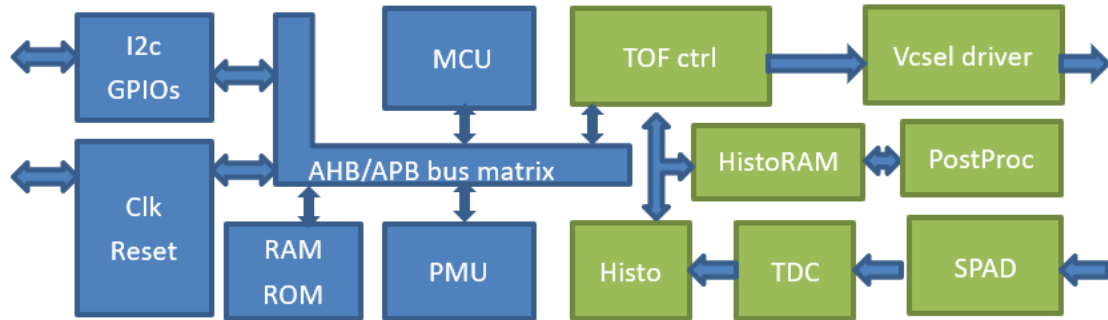 I2c
GPIOs
MCU
TOF ctrl
Vcsel driver
AHB/APB bus matrix
HistoRAM
PostProc
Clk
Reset
RAM
ROM
PMU
Histo
TDC
SPAD